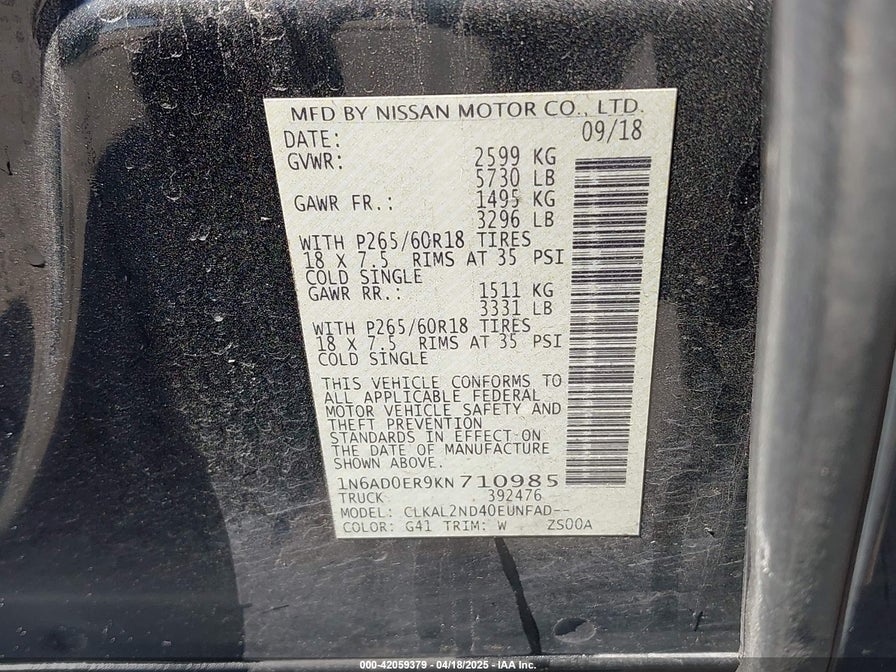 MFD BY NISSAN MOTOR CO., LTD.
DATE: 09/18
GVWR: 2599 KG
5730 LB
GAWR FR.: 1495 KG
3296 LB
WITH P265/60R18 TIRES
18 X 7.5 RIMS AT 35 PSI
COLD SINGLE
GAWR RR.: 1511 KG
3331 LB
WITH P265/60R18 TIRES
18 X 7.5 RIMS AT 35 PSI
COLD SINGLE
THIS VEHICLE CONFORMS TO
ALL APPLICABLE FEDERAL
MOTOR VEHICLE SAFETY AND
THEFT PREVENTION
STANDARDS IN EFFECT ON
THE DATE OF MANUFACTURE
SHOWN ABOVE.
1N6AD0ER9KN710985
TRUCK 392476
MODEL: CLKAL2ND40EUNFAD--
COLOR: G41 TRIM: W ZS00A
000-42059379 - 04/18/2025 - IAA Inc.